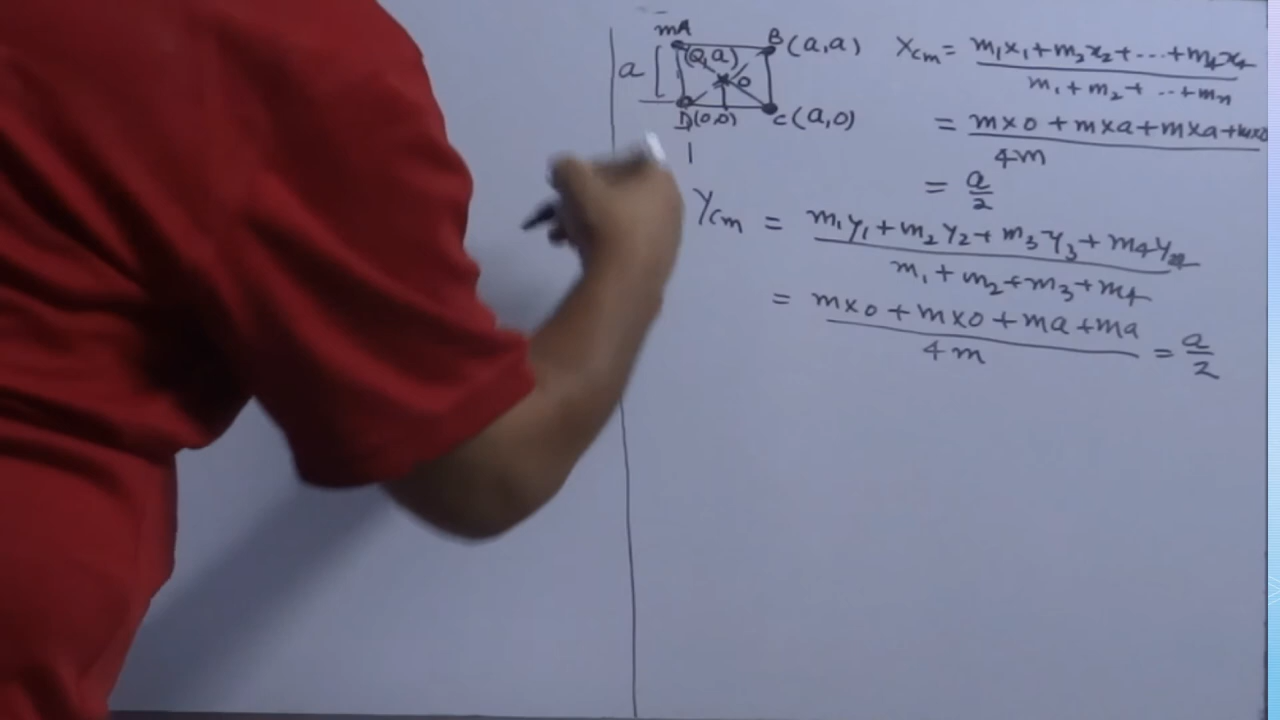 mA
B(a,a)
a
(0,a)
O
D(0,0)
C(a,0)
Xcm = m₁x₁+m₂x₂+...+m₄x₄ / m₁+m₂+...+mn
= m×0+m×a+m×a+m×0 / 4m
= a/2
Ycm = m₁y₁+m₂y₂+m₃y₃+m₄y₄ / m₁+m₂+m₃+m₄
= m×0+m×0+ma+ma / 4m = a/2